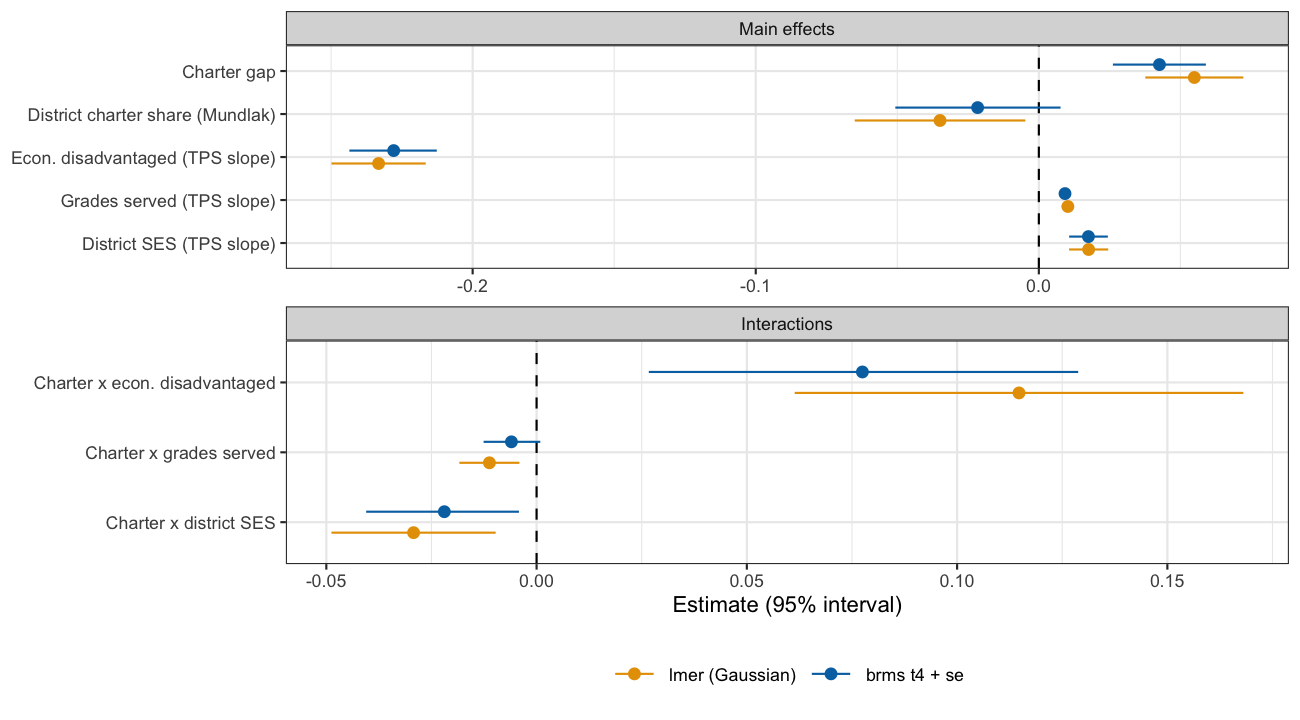 Main effects
Charter gap
District charter share (Mundlak)
Econ. disadvantaged (TPS slope)
Grades served (TPS slope)
District SES (TPS slope)
-0.2 -0.1 0.0
Interactions
Charter x econ. disadvantaged
Charter x grades served
Charter x district SES
-0.05 0.00 0.05 0.10 0.15
Estimate (95% interval)
lmer (Gaussian) brms t4 + se